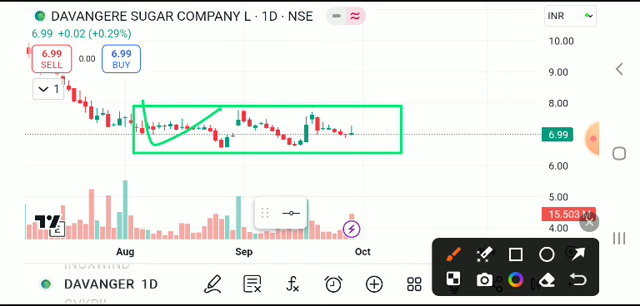 DAVANGERE SUGAR COMPANY L · 1D · NSE
INR
6.99 +0.02 (+0.29%)
10.00
6.99
SELL
0.00
6.99
BUY
9.00
1
8.00
6.99
6.00
5.00
15.503 M
4.00
Aug
Sep
Oct
INOXWIND
DAVANGER 1D